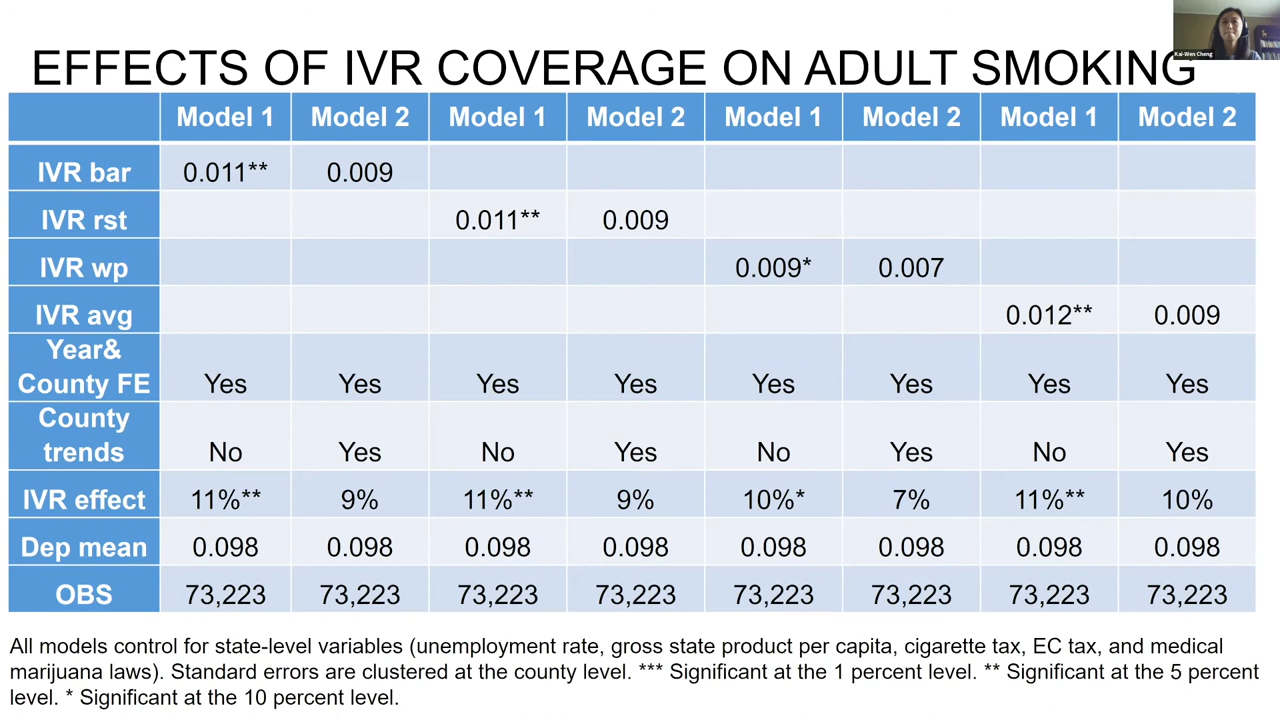 Kai-Wen Cheng
EFFECTS OF IVR COVERAGE ON ADULT SMOKING
Model 1 Model 2 Model 1 Model 2 Model 1 Model 2 Model 1 Model 2
IVR bar 0.011** 0.009
IVR rst 0.011** 0.009
IVR wp 0.009* 0.007
IVR avg 0.012** 0.009
Year&
County FE Yes Yes Yes Yes Yes Yes Yes Yes
County
trends No Yes No Yes No Yes No Yes
IVR effect 11%** 9% 11%** 9% 10%* 7% 11%** 10%
Dep mean 0.098 0.098 0.098 0.098 0.098 0.098 0.098 0.098
OBS 73,223 73,223 73,223 73,223 73,223 73,223 73,223 73,223
All models control for state-level variables (unemployment rate, gross state product per capita, cigarette tax, EC tax, and medical
marijuana laws). Standard errors are clustered at the county level. *** Significant at the 1 percent level. ** Significant at the 5 percent
level. * Significant at the 10 percent level.